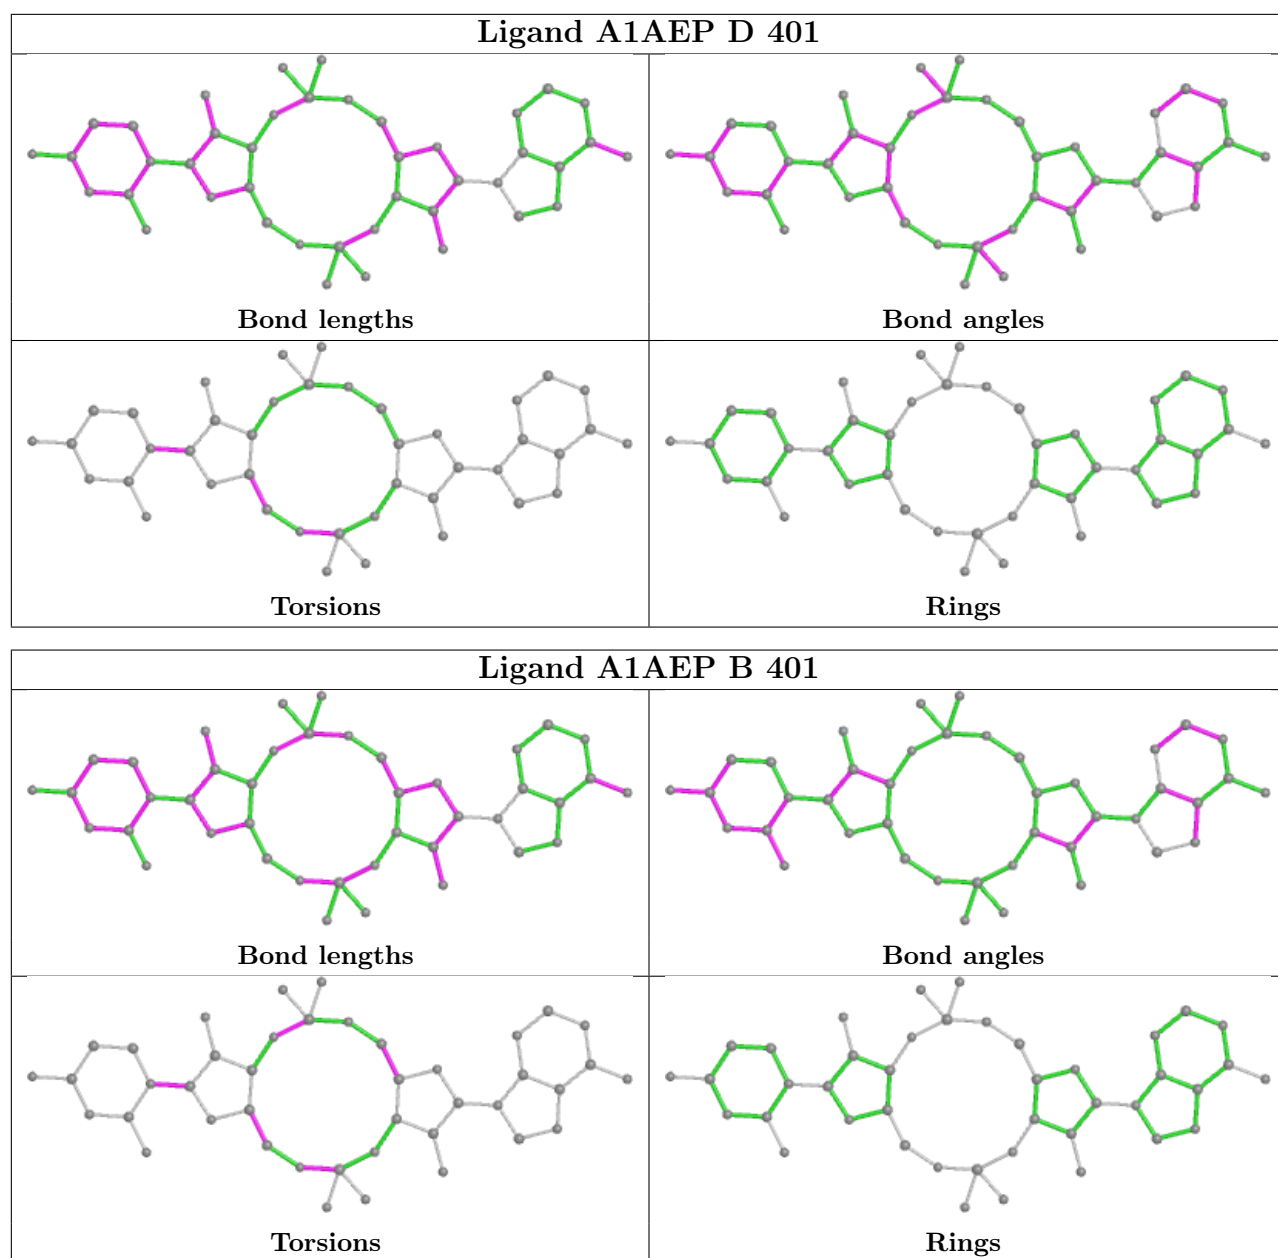 Ligand A1AEP D 401
Bond lengths
Bond angles
Torsions
Rings
Ligand A1AEP B 401
Bond lengths
Bond angles
Torsions
Rings